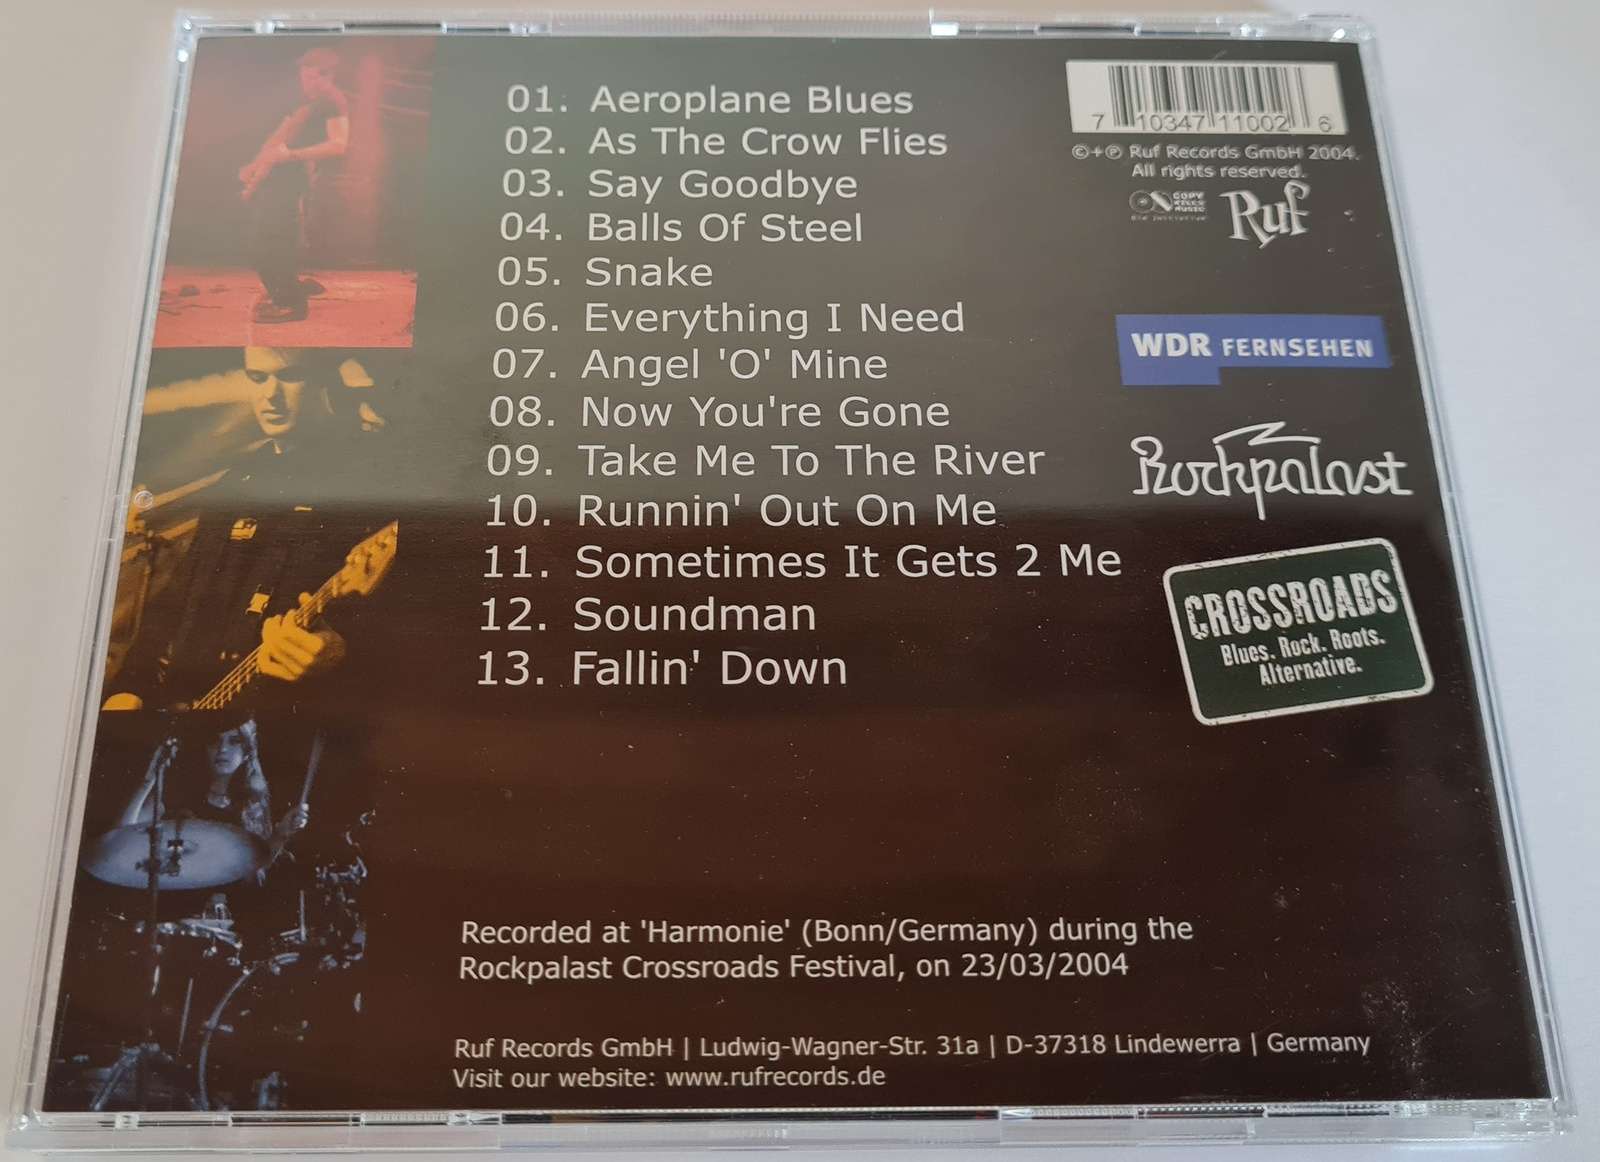 01. Aeroplane Blues
02. As The Crow Flies
03. Say Goodbye
04. Balls Of Steel
05. Snake
06. Everything I Need
07. Angel 'O' Mine
08. Now You're Gone
09. Take Me To The River
10. Runnin' Out On Me
11. Sometimes It Gets 2 Me
12. Soundman
13. Fallin' Down
7 10347 11002 6
©+℗ Ruf Records GmbH 2004.
All rights reserved.
COPY
KILLS
MUSIC
Ruf
WDR FERNSEHEN
Rockpalast
CROSSROADS
Blues. Rock. Roots.
Alternative.
Recorded at 'Harmonie' (Bonn/Germany) during the
Rockpalast Crossroads Festival, on 23/03/2004
Ruf Records GmbH | Ludwig-Wagner-Str. 31a | D-37318 Lindewerra | Germany
Visit our website: www.rufrecords.de